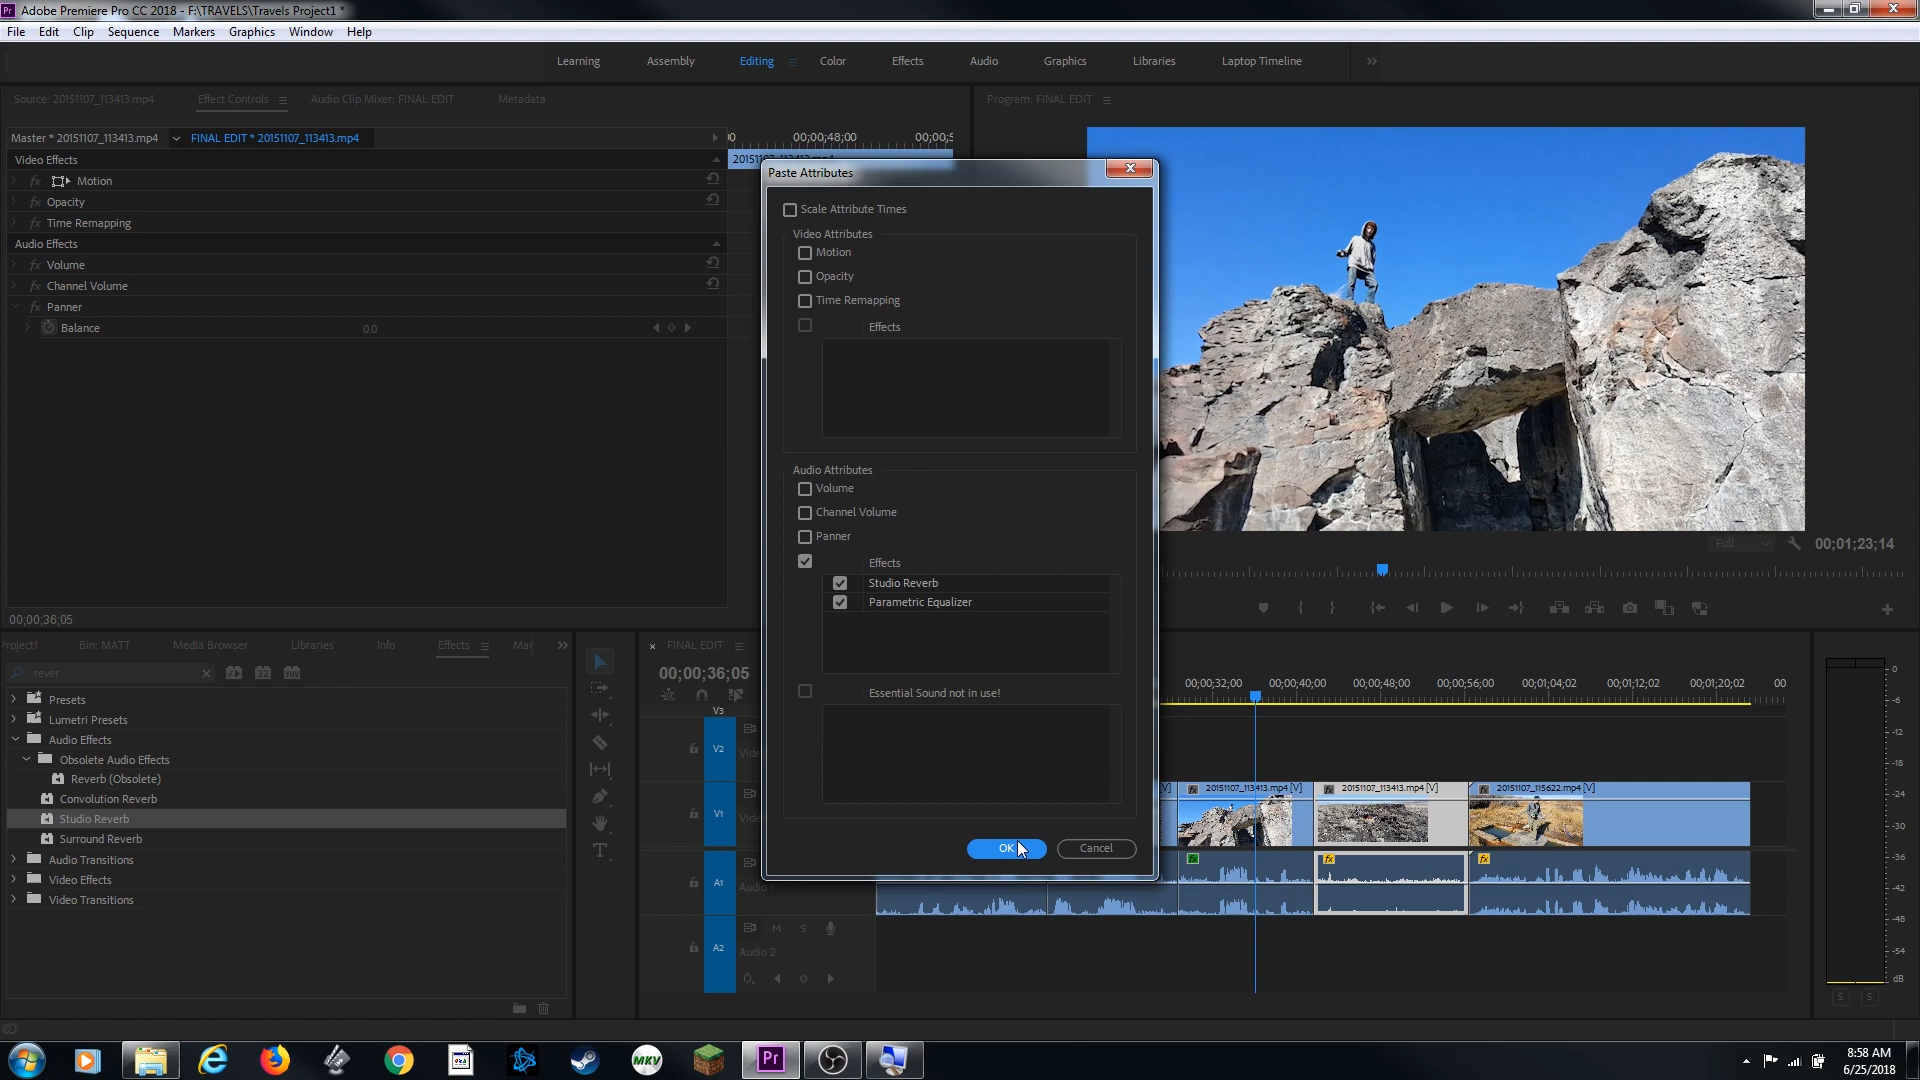 Pr Adobe Premiere Pro CC 2018 - F:\TRAVELS\Travels Project1 *
File Edit Clip Sequence Markers Graphics Window Help
Learning Assembly Editing Color Effects Audio Graphics Libraries Laptop Timeline
Source: 20151107_113413.mp4 Effect Controls Audio Clip Mixer: FINAL EDIT Metadata
Program: FINAL EDIT
Master * 20151107_113413.mp4 FINAL EDIT * 20151107_113413.mp4
00;00;48;00
Video Effects
fx Motion
fx Opacity
fx Time Remapping
Audio Effects
fx Volume
fx Channel Volume
fx Panner
Balance 0.0
00;00;36;05
Paste Attributes
Scale Attribute Times
Video Attributes
Motion
Opacity
Time Remapping
Effects
Audio Attributes
Volume
Channel Volume
Panner
Effects
Studio Reverb
Parametric Equalizer
Essential Sound not in use!
OK Cancel
Full 00;01;23;14
Project1 Bin: MATT Media Browser Libraries Info Effects Mar
rever
Presets
Lumetri Presets
Audio Effects
Obsolete Audio Effects
Reverb (Obsolete)
Convolution Reverb
Studio Reverb
Surround Reverb
Audio Transitions
Video Effects
Video Transitions
T
FINAL EDIT
00;00;36;05
00;00;32;00 00;00;40;00 00;00;48;00 00;00;56;00 00;01;04;02 00;01;12;02 00;01;20;02 00
V3
V2
V1
A1
A2 M S
Audio 2
fx 20151107_113413.mp4 [V] fx 20151107_113413.mp4 [V] fx 20151107_115622.mp4 [V]
fx fx fx
0
-6
-12
-18
-24
-30
-36
-42
-48
-54
dB
S S
MKV
Pr
8:58 AM
6/25/2018